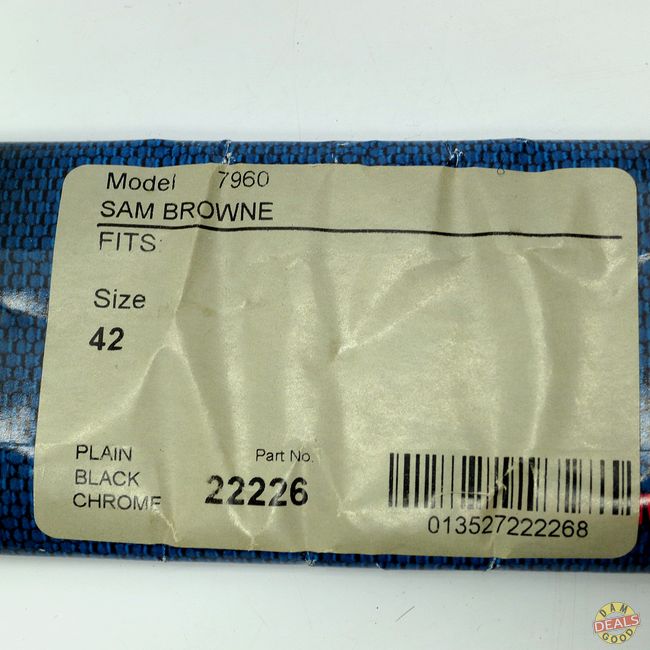 Model 7960
SAM BROWNE
FITS:
Size
42
PLAIN
BLACK
CHROME
Part No.
22226
013527222268
DAM
DEALS
GOOD